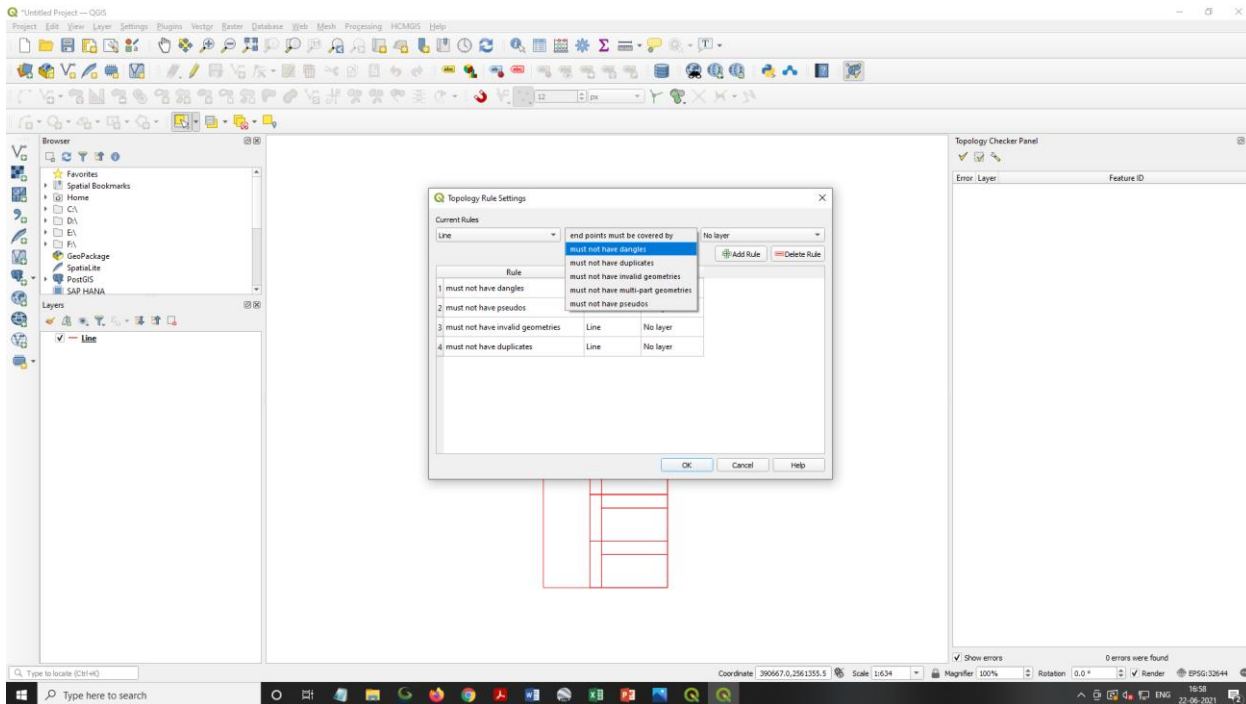 *Untitled Project — QGIS
Project Edit View Layer Settings Plugins Vector Raster Database Web Mesh Processing HCMGIS Help
12 px
Browser
Favorites
Spatial Bookmarks
Home
C:\
D:\
E:\
F:\
GeoPackage
SpatiaLite
PostGIS
SAP HANA
Layers
Line
Topology Rule Settings
Current Rules
Line end points must be covered by No layer
must not have dangles
must not have duplicates
must not have invalid geometries
must not have multi-part geometries
must not have pseudos
Add Rule Delete Rule
Rule
1 must not have dangles
2 must not have pseudos
3 must not have invalid geometries Line No layer
4 must not have duplicates Line No layer
OK Cancel Help
Topology Checker Panel
Error Layer Feature ID
Show errors 0 errors were found
Type to locate (Ctrl+K) Coordinate 390667.0,2561355.5 Scale 1:634 Magnifier 100% Rotation 0.0 ° Render EPSG:32644
Type here to search ENG 16:58
22-06-2021